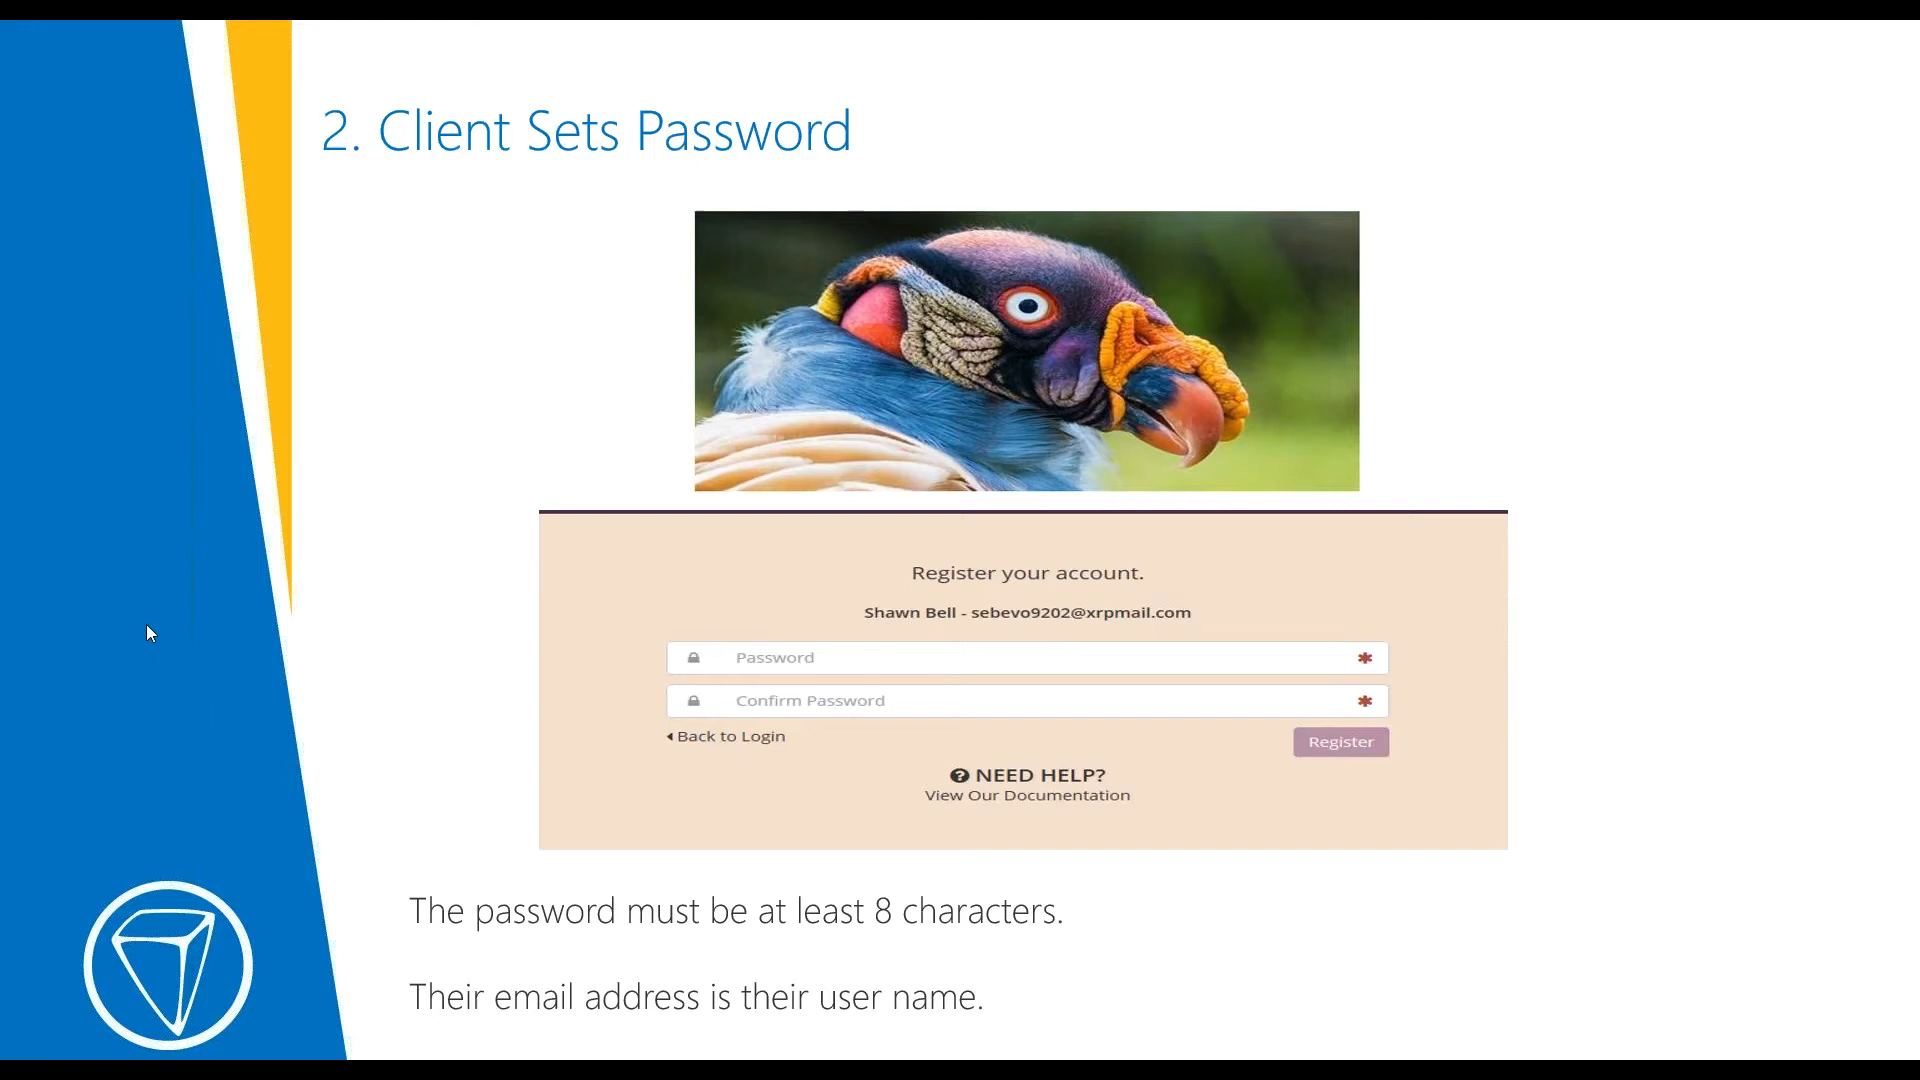 2. Client Sets Password
Register your account.
Shawn Bell - sebevo9202@xrpmail.com
Password *
Confirm Password *
Back to Login
Register
? NEED HELP?
View Our Documentation
The password must be at least 8 characters.
Their email address is their user name.